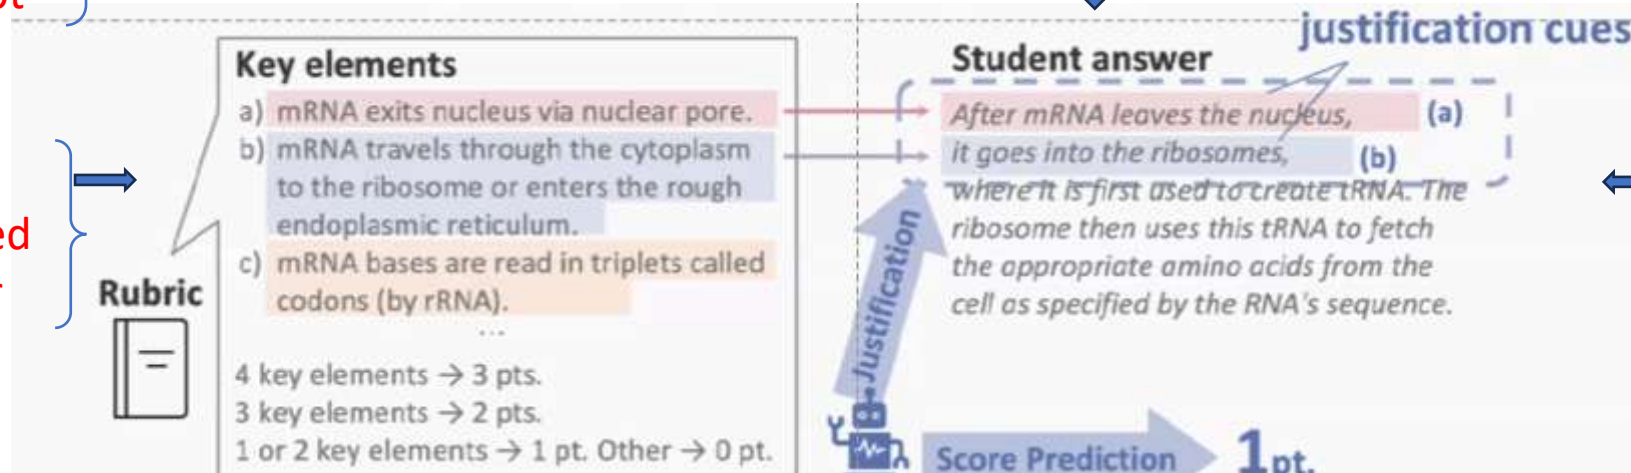 justification cues
Key elements
a) mRNA exits nucleus via nuclear pore.
b) mRNA travels through the cytoplasm
to the ribosome or enters the rough
endoplasmic reticulum.
c) mRNA bases are read in triplets called
codons (by rRNA).
...
4 key elements → 3 pts.
3 key elements → 2 pts.
1 or 2 key elements → 1 pt. Other → 0 pt.
Rubric
Student answer
After mRNA leaves the nucleus, (a)
it goes into the ribosomes, (b)
where it is first used to create tRNA. The
ribosome then uses this tRNA to fetch
the appropriate amino acids from the
cell as specified by the RNA's sequence.
Justification
Score Prediction
1pt.